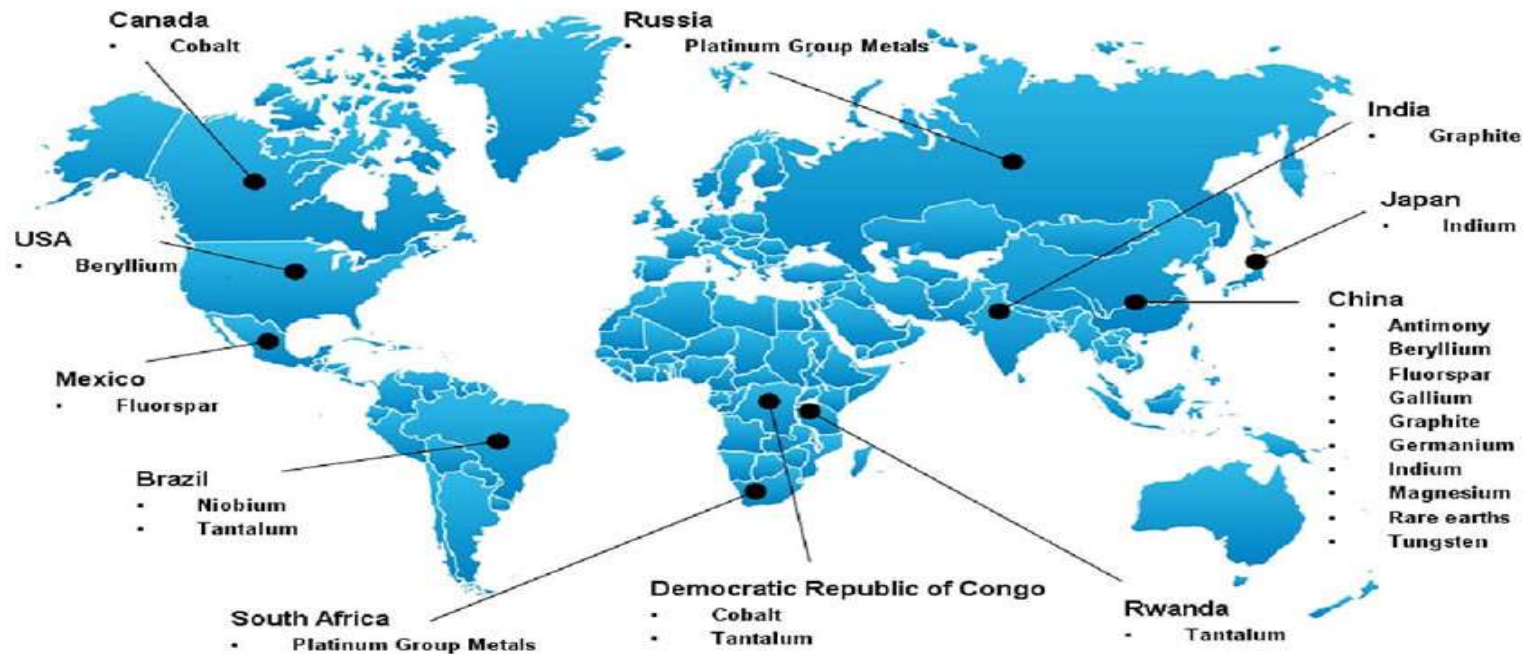 Canada
▪ Cobalt
Russia
▪ Platinum Group Metals
India
▪ Graphite
Japan
▪ Indium
USA
▪ Beryllium
China
▪ Antimony
▪ Beryllium
▪ Fluorspar
▪ Gallium
▪ Graphite
▪ Germanium
▪ Indium
▪ Magnesium
▪ Rare earths
▪ Tungsten
Mexico
▪ Fluorspar
Brazil
▪ Niobium
▪ Tantalum
South Africa
▪ Platinum Group Metals
Democratic Republic of Congo
▪ Cobalt
▪ Tantalum
Rwanda
▪ Tantalum